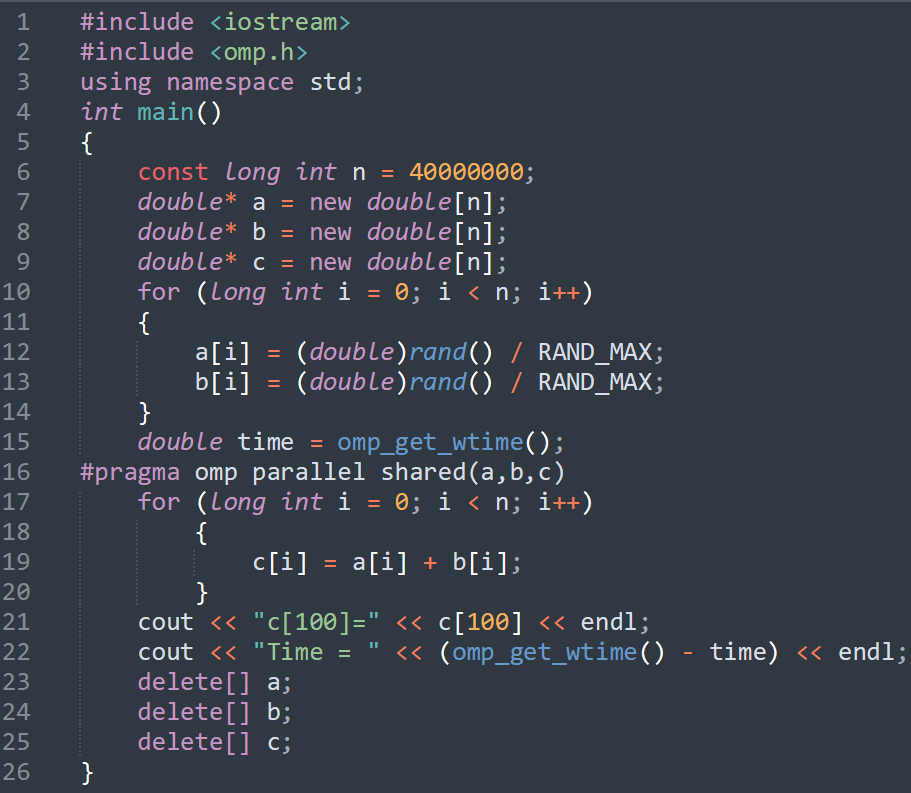 1 #include <iostream>
2 #include <omp.h>
3 using namespace std;
4 int main()
5 {
6     const long int n = 40000000;
7     double* a = new double[n];
8     double* b = new double[n];
9     double* c = new double[n];
10     for (long int i = 0; i < n; i++)
11     {
12         a[i] = (double)rand() / RAND_MAX;
13         b[i] = (double)rand() / RAND_MAX;
14     }
15     double time = omp_get_wtime();
16 #pragma omp parallel shared(a,b,c)
17     for (long int i = 0; i < n; i++)
18         {
19             c[i] = a[i] + b[i];
20         }
21     cout << "c[100]=" << c[100] << endl;
22     cout << "Time = " << (omp_get_wtime() - time) << endl;
23     delete[] a;
24     delete[] b;
25     delete[] c;
26 }